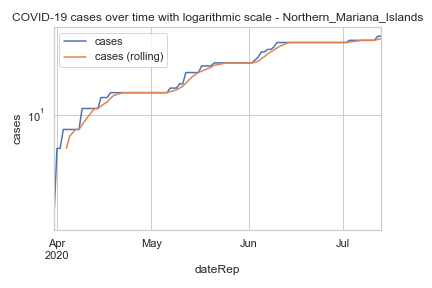 COVID-19 cases over time with logarithmic scale - Northern_Mariana_Islands
cases
cases (rolling)
10¹
cases
Apr
2020
May
Jun
Jul
dateRep